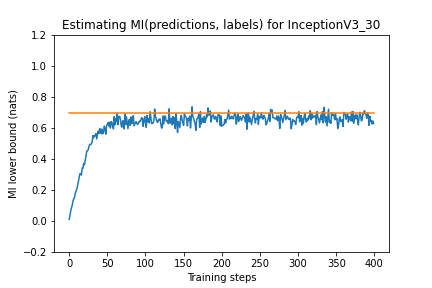 Estimating MI(predictions, labels) for InceptionV3_30
MI lower bound (nats)
1.2
1.0
0.8
0.6
0.4
0.2
0.0
−0.2
0 50 100 150 200 250 300 350 400
Training steps